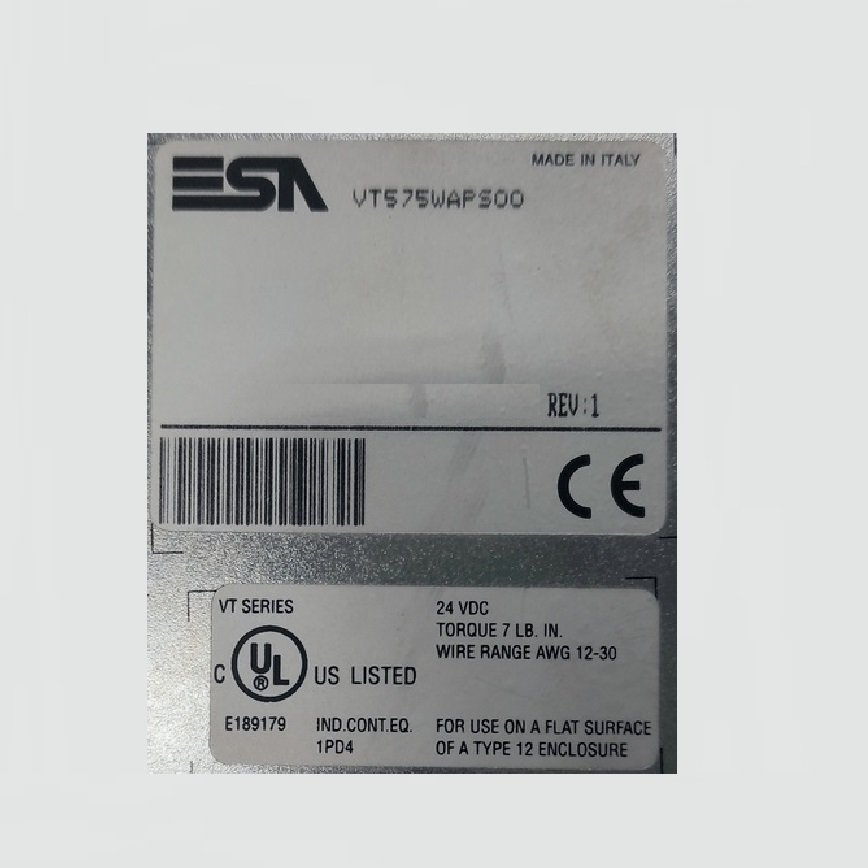 MADE IN ITALY
ESA VT575WAPS00
REV:1
CE
VT SERIES
24 VDC
TORQUE 7 LB. IN.
WIRE RANGE AWG 12-30
C UL ® US LISTED
E189179
IND.CONT.EQ.
1PD4
FOR USE ON A FLAT SURFACE
OF A TYPE 12 ENCLOSURE